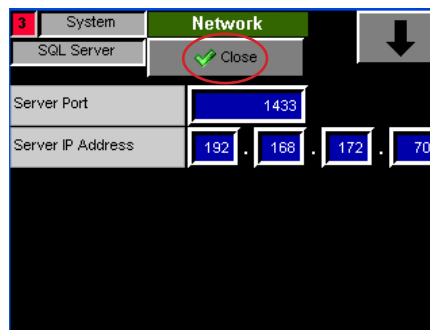 3 System Network
SQL Server Close
Server Port 1433
Server IP Address 192 . 168 . 172 . 70